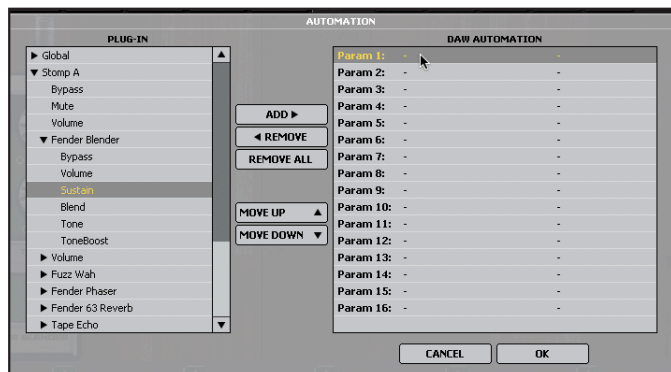 AUTOMATION
PLUG-IN
Global
Stomp A
Bypass
Mute
Volume
Fender Blender
Bypass
Volume
Sustain
Blend
Tone
ToneBoost
Volume
Fuzz Wah
Fender Phaser
Fender 63 Reverb
Tape Echo
ADD
REMOVE
REMOVE ALL
MOVE UP
MOVE DOWN
DAW AUTOMATION
Param 1: - -
Param 2: - -
Param 3: - -
Param 4: - -
Param 5: - -
Param 6: - -
Param 7: - -
Param 8: - -
Param 9: - -
Param 10: - -
Param 11: - -
Param 12: - -
Param 13: - -
Param 14: - -
Param 15: - -
Param 16: - -
CANCEL
OK